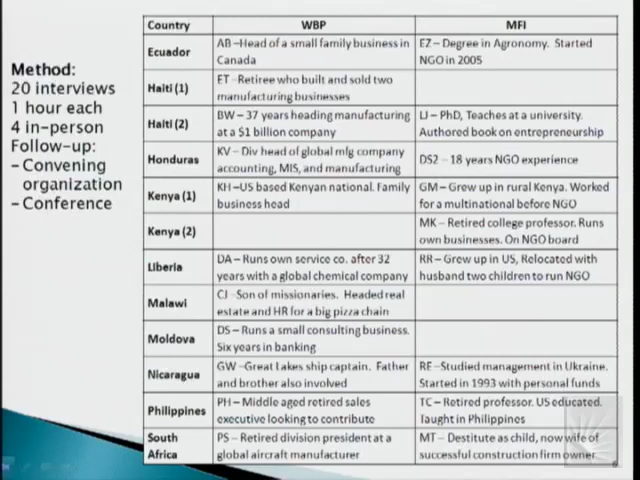 Method:
20 interviews
1 hour each
4 in-person
Follow-up:
– Convening
organization
– Conference
Country WBP MFI
Ecuador
AB –Head of a small family business in
Canada
EZ – Degree in Agronomy. Started
NGO in 2005
Haiti (1)
ET - Retiree who built and sold two
manufacturing businesses
Haiti (2)
BW – 37 years heading manufacturing
at a $1 billion company
LJ – PhD, Teaches at a university.
Authored book on entrepreneurship
Honduras
KV – Div head of global mfg company
accounting, MIS, and manufacturing
DS2 – 18 years NGO experience
Kenya (1)
KH –US based Kenyan national. Family
business head
GM – Grew up in rural Kenya. Worked
for a multinational before NGO
Kenya (2)
MK – Retired college professor. Runs
own businesses. On NGO board
Liberia
DA – Runs own service co. after 32
years with a global chemical company
RR – Grew up in US, Relocated with
husband two children to run NGO
Malawi
CJ –Son of missionaries. Headed real
estate and HR for a big pizza chain
Moldova
DS – Runs a small consulting business.
Six years in banking
Nicaragua
GW –Great Lakes ship captain. Father
and brother also involved
RE –Studied management in Ukraine.
Started in 1993 with personal funds
Philippines
PH – Middle aged retired sales
executive looking to contribute
TC – Retired professor. US educated.
Taught in Philippines
South
Africa
PS – Retired division president at a
global aircraft manufacturer
MT – Destitute as child, now wife of
successful construction firm owner
6